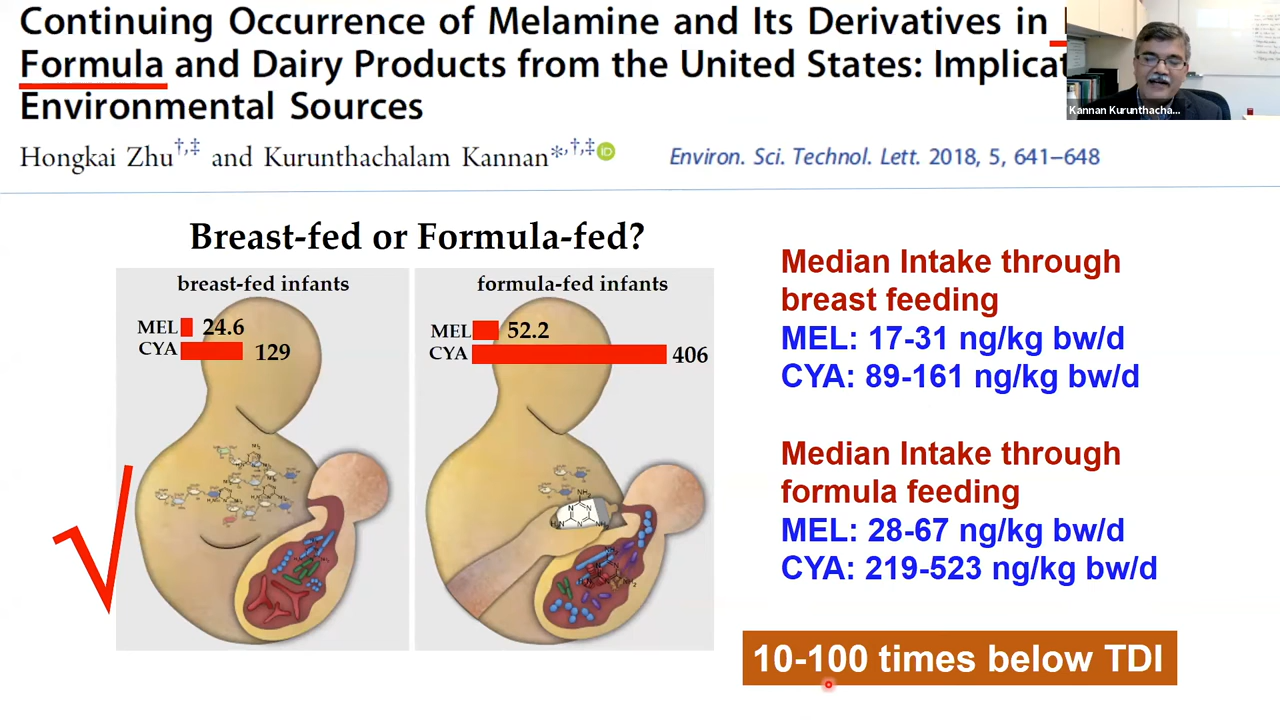 Continuing Occurrence of Melamine and Its Derivatives in
Formula and Dairy Products from the United States: Implicat
Environmental Sources
Kannan Kurunthacha...
Hongkai Zhu†,‡ and Kurunthachalam Kannan*,†,‡ iD
Environ. Sci. Technol. Lett. 2018, 5, 641−648
Breast-fed or Formula-fed?
breast-fed infants
MEL 24.6
CYA 129
formula-fed infants
MEL 52.2
CYA 406
Median Intake through
breast feeding
MEL: 17-31 ng/kg bw/d
CYA: 89-161 ng/kg bw/d
Median Intake through
formula feeding
MEL: 28-67 ng/kg bw/d
CYA: 219-523 ng/kg bw/d
10-100 times below TDI